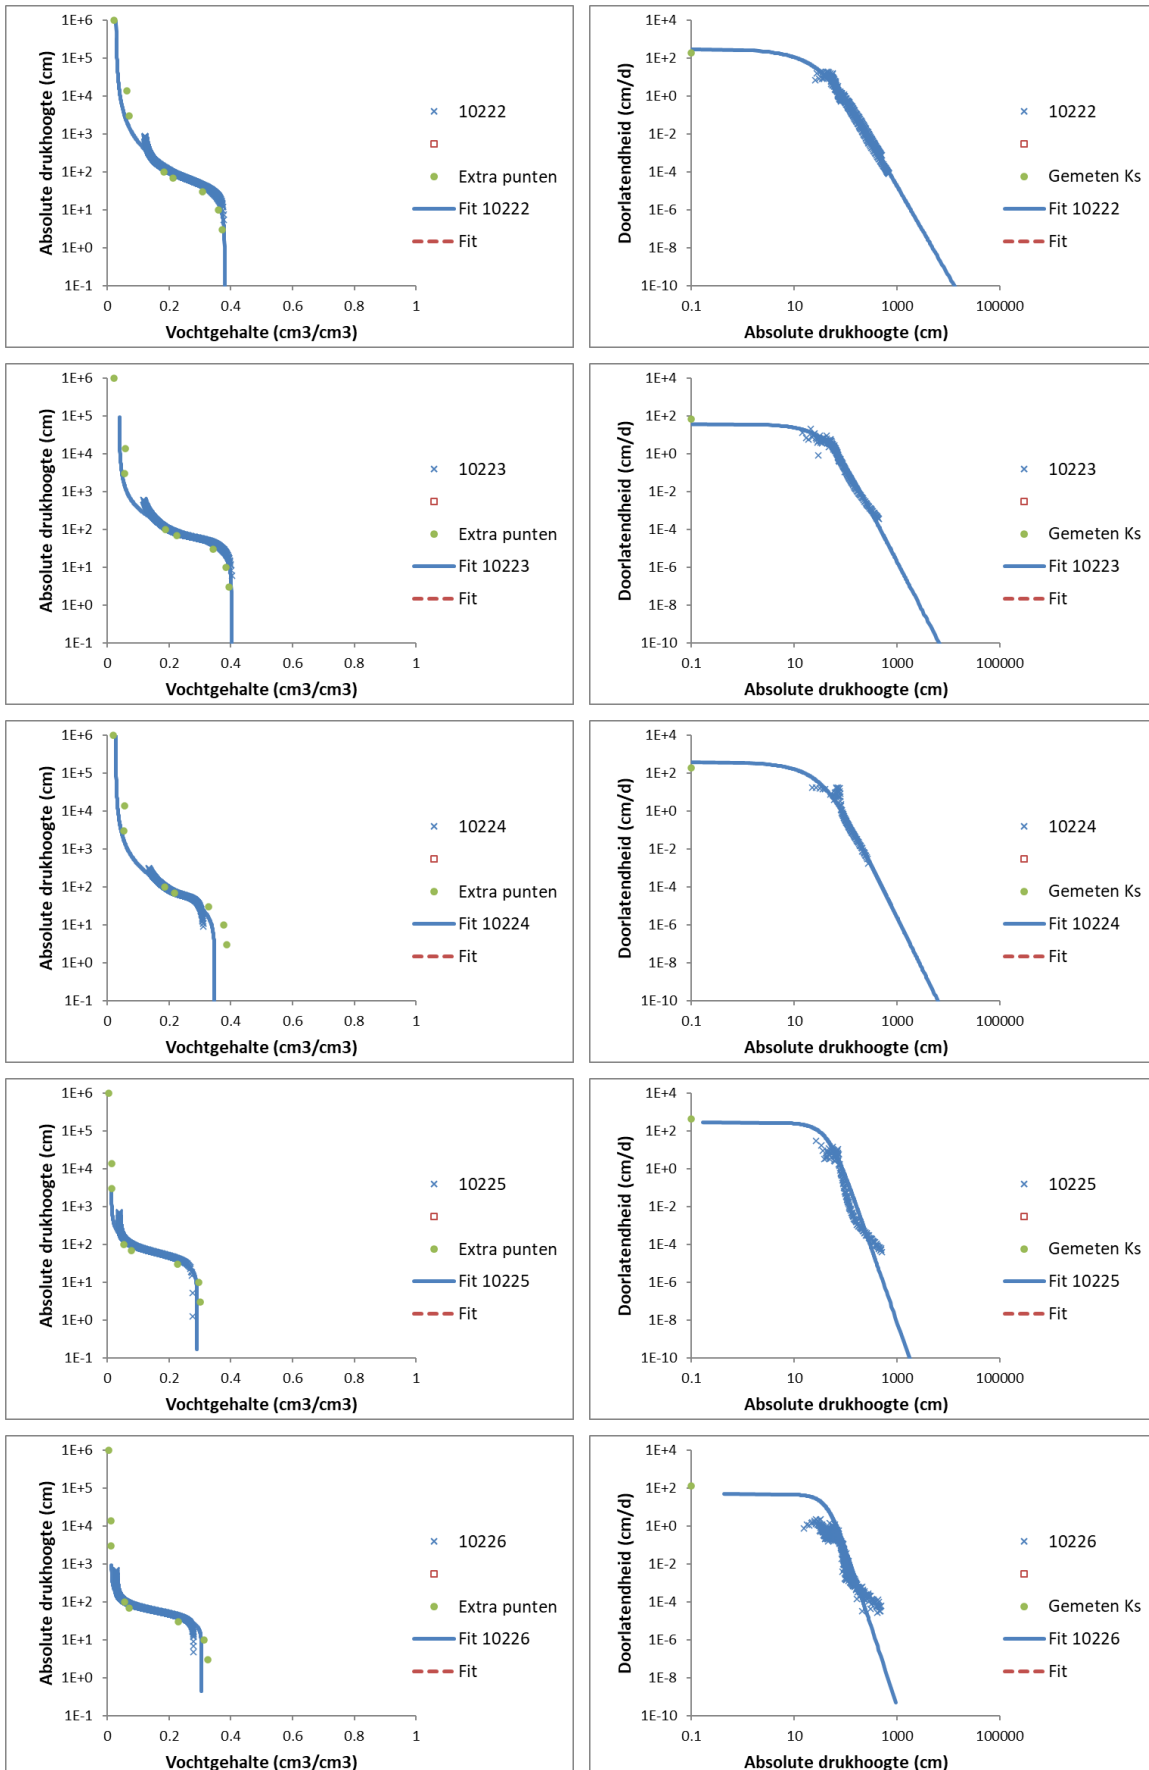 Absolute drukhoogte (cm)
1E+6
1E+5
1E+4
1E+3
1E+2
1E+1
1E+0
1E-1
0 0.2 0.4 0.6 0.8 1
Vochtgehalte (cm3/cm3)
10222
Extra punten
Fit 10222
Fit
Doorlatendheid (cm/d)
1E+4
1E+2
1E+0
1E-2
1E-4
1E-6
1E-8
1E-10
0.1 10 1000 100000
Absolute drukhoogte (cm)
10222
Gemeten Ks
Fit 10222
Fit
Absolute drukhoogte (cm)
1E+6
1E+5
1E+4
1E+3
1E+2
1E+1
1E+0
1E-1
0 0.2 0.4 0.6 0.8 1
Vochtgehalte (cm3/cm3)
10223
Extra punten
Fit 10223
Fit
Doorlatendheid (cm/d)
1E+4
1E+2
1E+0
1E-2
1E-4
1E-6
1E-8
1E-10
0.1 10 1000 100000
Absolute drukhoogte (cm)
10223
Gemeten Ks
Fit 10223
Fit
Absolute drukhoogte (cm)
1E+6
1E+5
1E+4
1E+3
1E+2
1E+1
1E+0
1E-1
0 0.2 0.4 0.6 0.8 1
Vochtgehalte (cm3/cm3)
10224
Extra punten
Fit 10224
Fit
Doorlatendheid (cm/d)
1E+4
1E+2
1E+0
1E-2
1E-4
1E-6
1E-8
1E-10
0.1 10 1000 100000
Absolute drukhoogte (cm)
10224
Gemeten Ks
Fit 10224
Fit
Absolute drukhoogte (cm)
1E+6
1E+5
1E+4
1E+3
1E+2
1E+1
1E+0
1E-1
0 0.2 0.4 0.6 0.8 1
Vochtgehalte (cm3/cm3)
10225
Extra punten
Fit 10225
Fit
Doorlatendheid (cm/d)
1E+4
1E+2
1E+0
1E-2
1E-4
1E-6
1E-8
1E-10
0.1 10 1000 100000
Absolute drukhoogte (cm)
10225
Gemeten Ks
Fit 10225
Fit
Absolute drukhoogte (cm)
1E+6
1E+5
1E+4
1E+3
1E+2
1E+1
1E+0
1E-1
0 0.2 0.4 0.6 0.8 1
Vochtgehalte (cm3/cm3)
10226
Extra punten
Fit 10226
Fit
Doorlatendheid (cm/d)
1E+4
1E+2
1E+0
1E-2
1E-4
1E-6
1E-8
1E-10
0.1 10 1000 100000
Absolute drukhoogte (cm)
10226
Gemeten Ks
Fit 10226
Fit